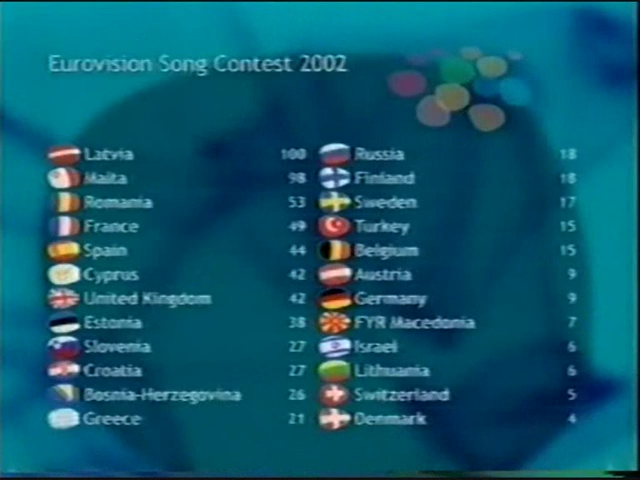 Eurovision Song Contest 2002
Latvia 100
Malta 98
Romania 53
France 49
Spain 44
Cyprus 42
United Kingdom 42
Estonia 38
Slovenia 27
Croatia 27
Bosnia-Herzegovina 26
Greece 21
Russia 18
Finland 18
Sweden 17
Turkey 15
Belgium 15
Austria 9
Germany 9
FYR Macedonia 7
Israel 6
Lithuania 6
Switzerland 5
Denmark 4